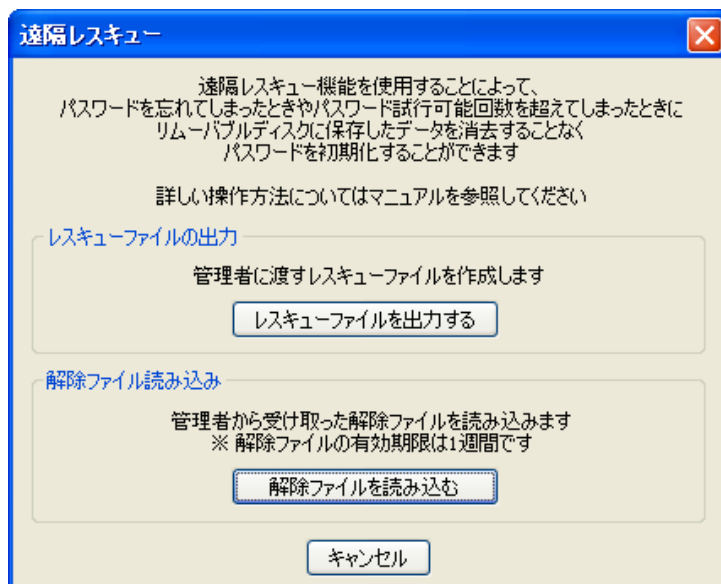 遠隔レスキュー
遠隔レスキュー機能を使用することによって、
パスワードを忘れてしまったときやパスワード試行可能回数を超えてしまったときに
リムーバブルディスクに保存したデータを消去することなく
パスワードを初期化することができます
詳しい操作方法についてはマニュアルを参照してください
レスキューファイルの出力
管理者に渡すレスキューファイルを作成します
レスキューファイルを出力する
解除ファイル読み込み
管理者から受け取った解除ファイルを読み込みます
※ 解除ファイルの有効期限は1週間です
解除ファイルを読み込む
キャンセル